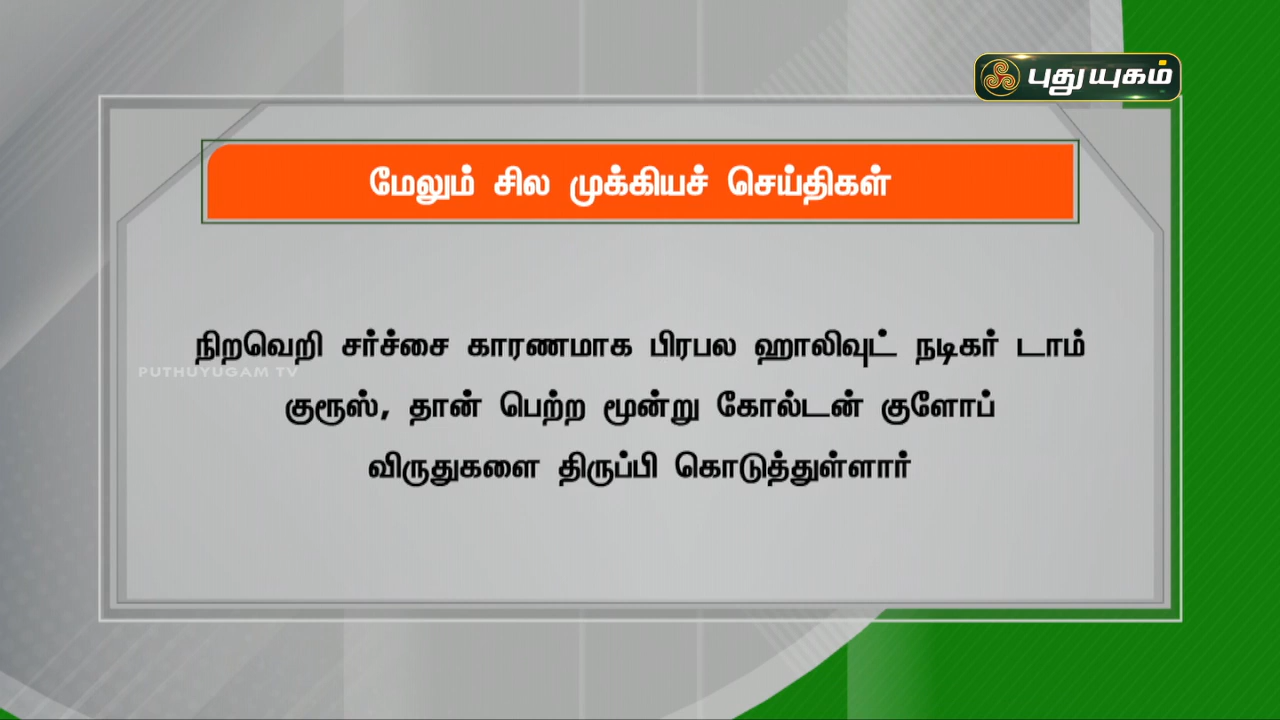 புதுயுகம்
மேலும் சில முக்கியச் செய்திகள்
நிறவெறி சர்ச்சை காரணமாக பிரபல ஹாலிவுட் நடிகர் டாம்
PUTHUYUGAM TV
குரூஸ், தான் பெற்ற மூன்று கோல்டன் குளோப்
விருதுகளை திருப்பி கொடுத்துள்ளார்